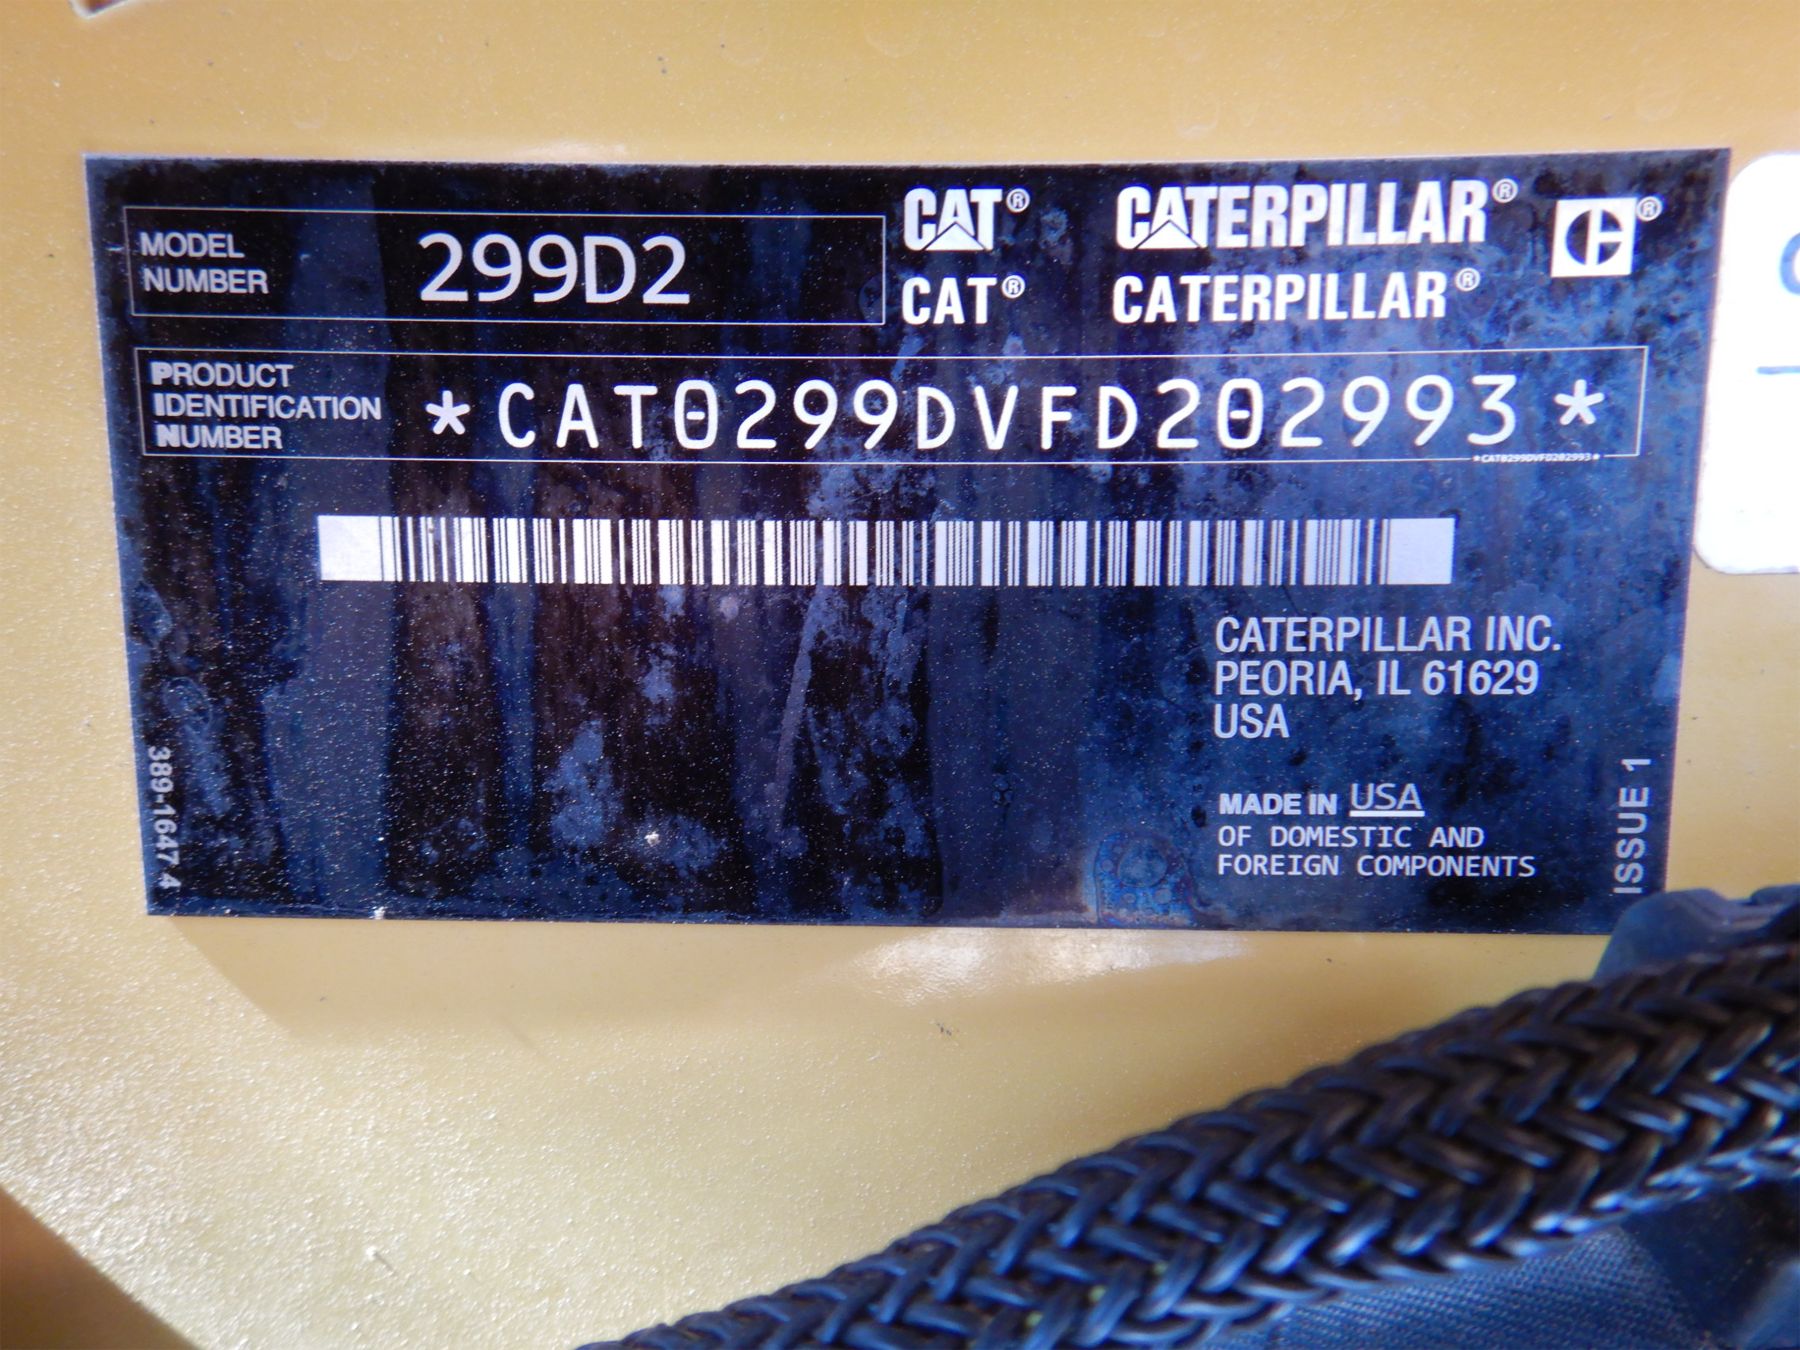 MODEL
NUMBER
299D2
CAT® CATERPILLAR® ®
CAT® CATERPILLAR®
PRODUCT
IDENTIFICATION
NUMBER
*CAT0299DVFD202993*
*CAT0299DVFD202993*
CATERPILLAR INC.
PEORIA, IL 61629
USA
MADE IN USA
OF DOMESTIC AND
FOREIGN COMPONENTS
389-1647 4
ISSUE 1